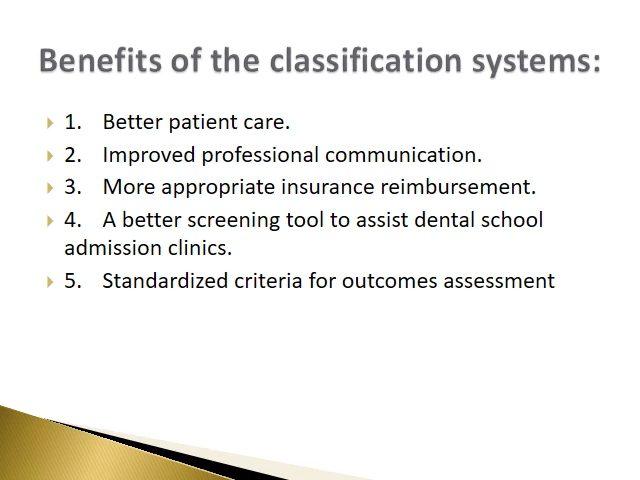 Benefits of the classification systems:
1. Better patient care.
2. Improved professional communication.
3. More appropriate insurance reimbursement.
4. A better screening tool to assist dental school
admission clinics.
5. Standardized criteria for outcomes assessment